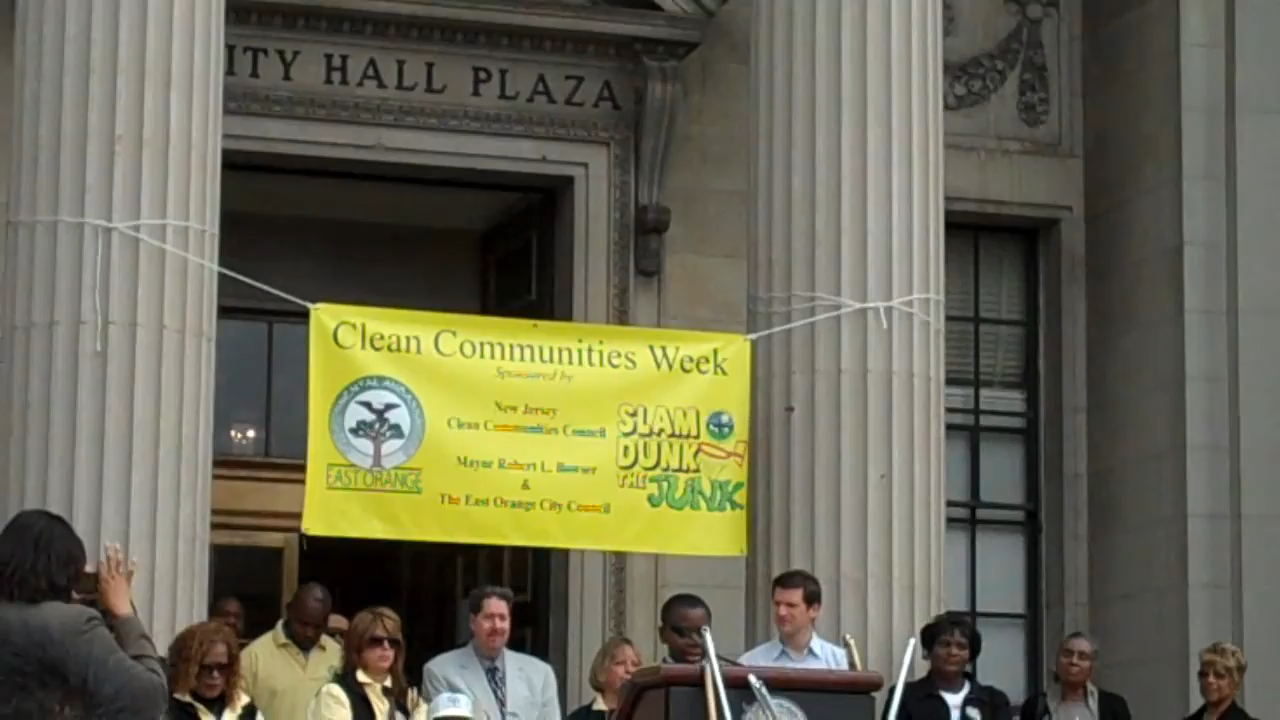 ITY HALL PLAZA
Clean Communities Week
Sponsored by
New Jersey
Clean Communities Council
Mayor Robert L. Bowser
&
The East Orange City Council
EAST ORANGE
SLAM
DUNK
THE JUNK